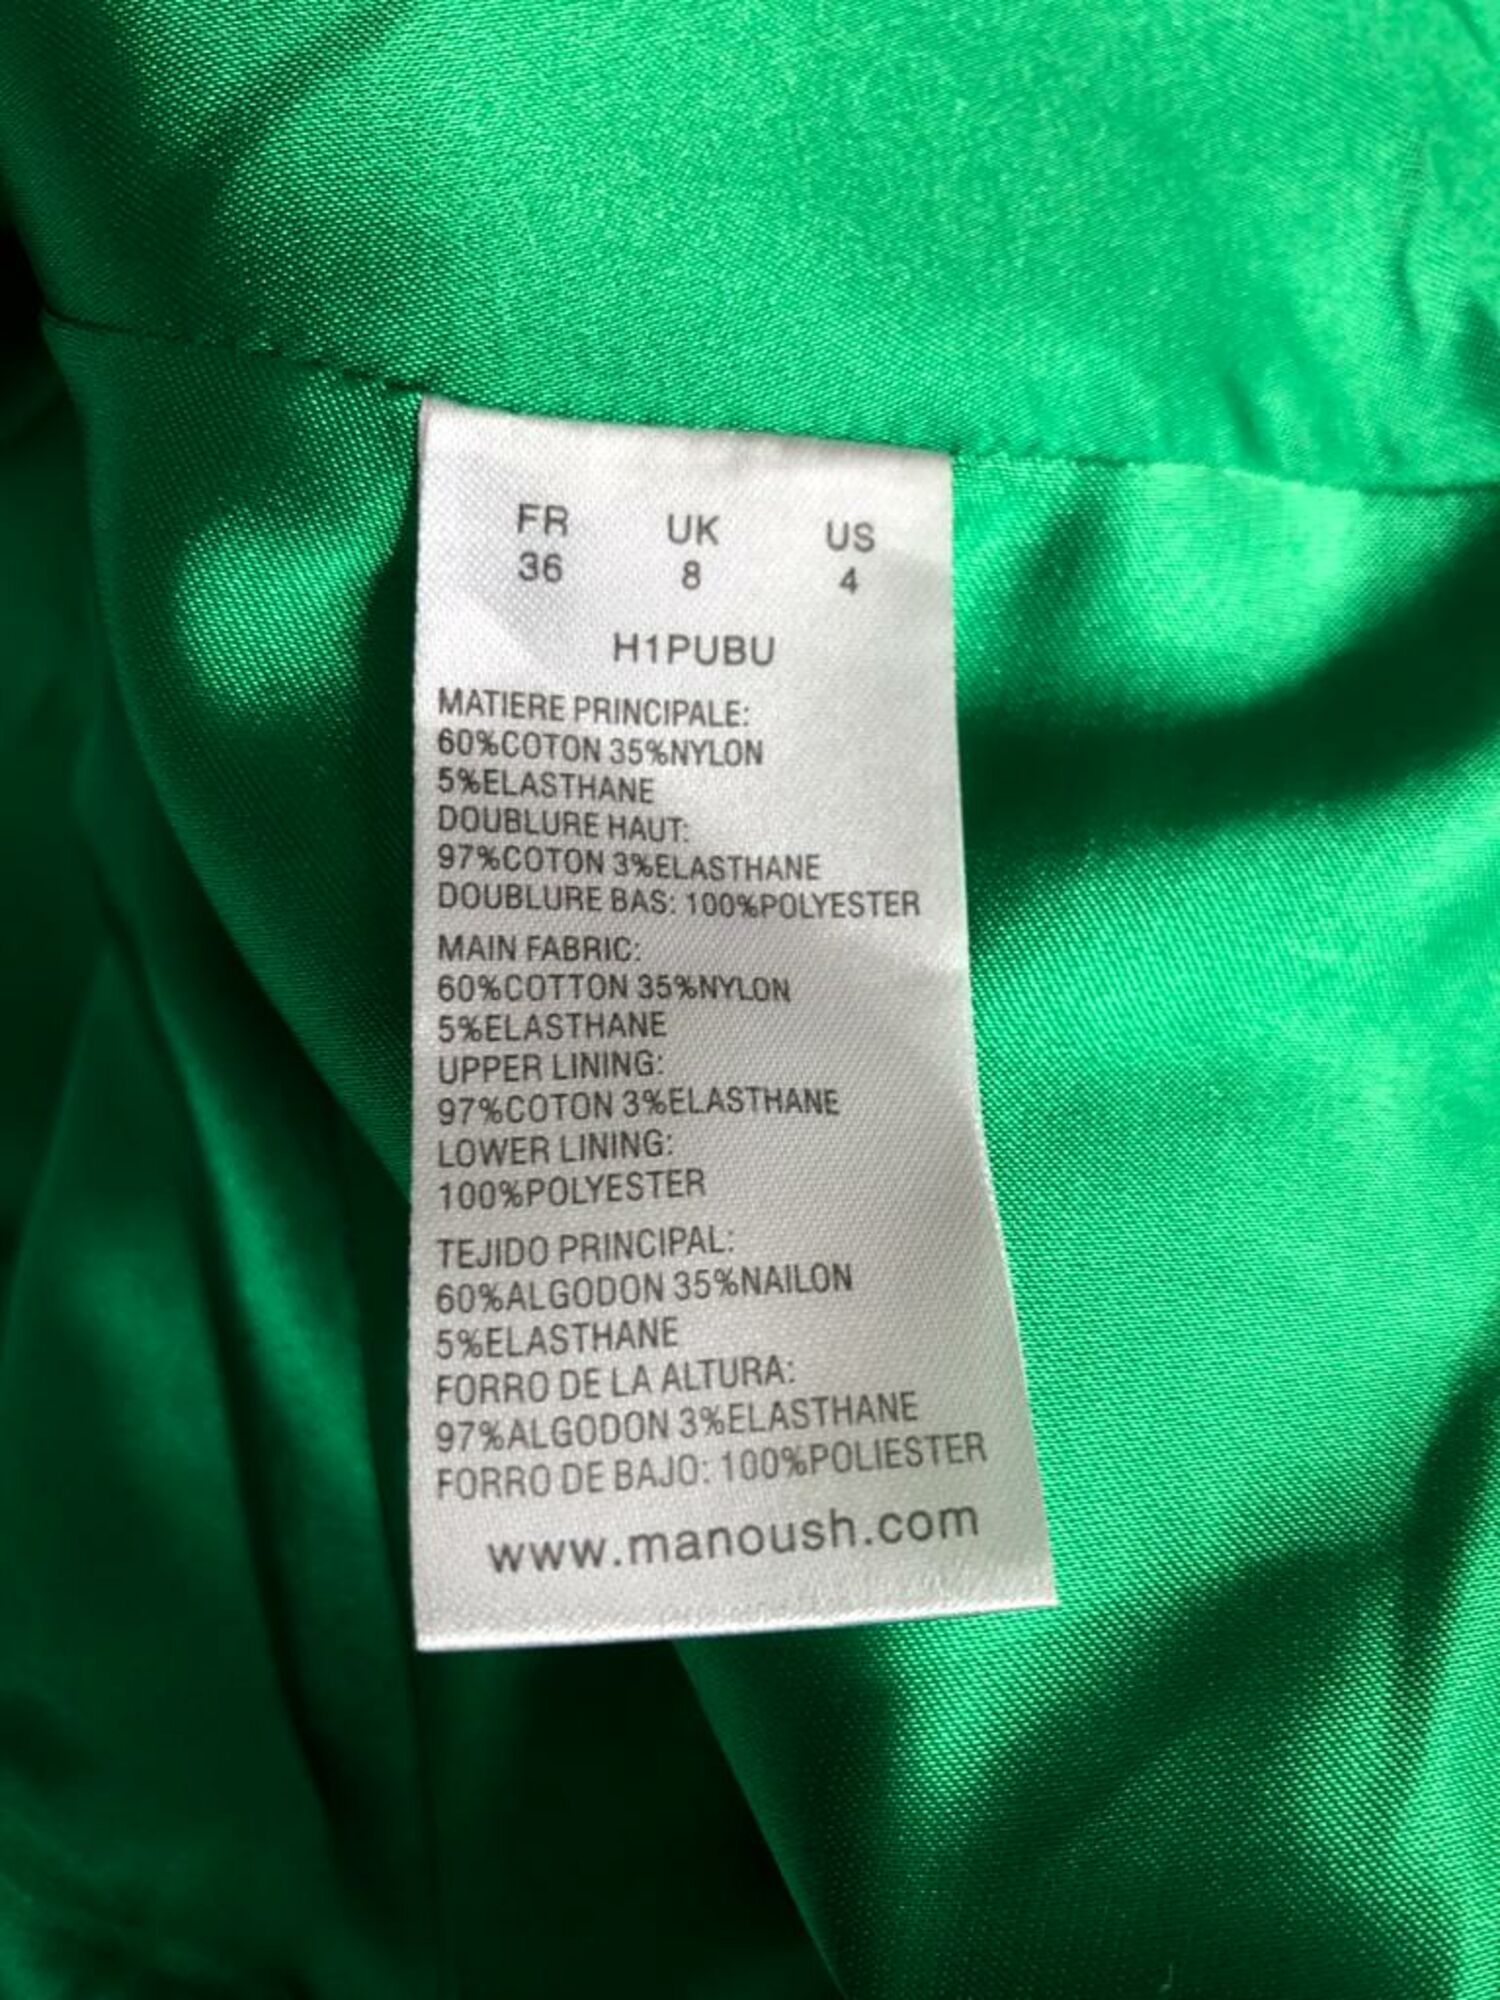 FR UK US
36 8 4
H1PUBU
MATIERE PRINCIPALE:
60%COTON 35%NYLON
5%ELASTHANE
DOUBLURE HAUT:
97%COTON 3%ELASTHANE
DOUBLURE BAS: 100%POLYESTER
MAIN FABRIC:
60%COTTON 35%NYLON
5%ELASTHANE
UPPER LINING:
97%COTON 3%ELASTHANE
LOWER LINING:
100%POLYESTER
TEJIDO PRINCIPAL:
60%ALGODON 35%NAILON
5%ELASTHANE
FORRO DE LA ALTURA:
97%ALGODON 3%ELASTHANE
FORRO DE BAJO: 100%POLIESTER
www.manoush.com